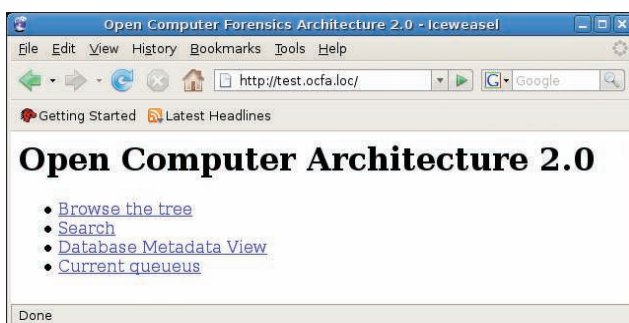 Open Computer Forensics Architecture 2.0 - Iceweasel
File Edit View History Bookmarks Tools Help
http://test.ocfa.loc/ G Google
Getting Started Latest Headlines
Open Computer Architecture 2.0
Browse the tree
Search
Database Metadata View
Current queueus
Done